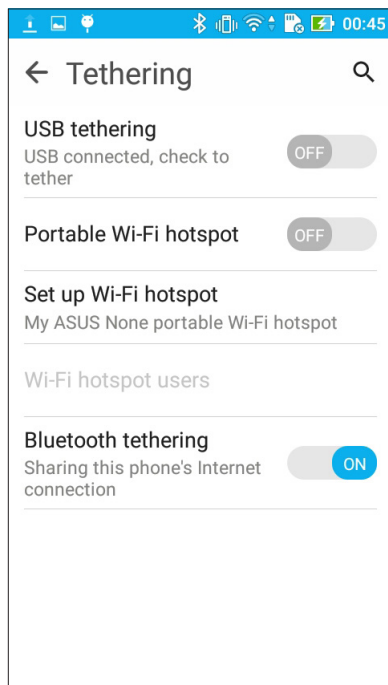 00:45
Tethering
USB tethering
USB connected, check to
tether
OFF
Portable Wi-Fi hotspot
OFF
Set up Wi-Fi hotspot
My ASUS None portable Wi-Fi hotspot
Wi-Fi hotspot users
Bluetooth tethering
Sharing this phone's Internet
connection
ON